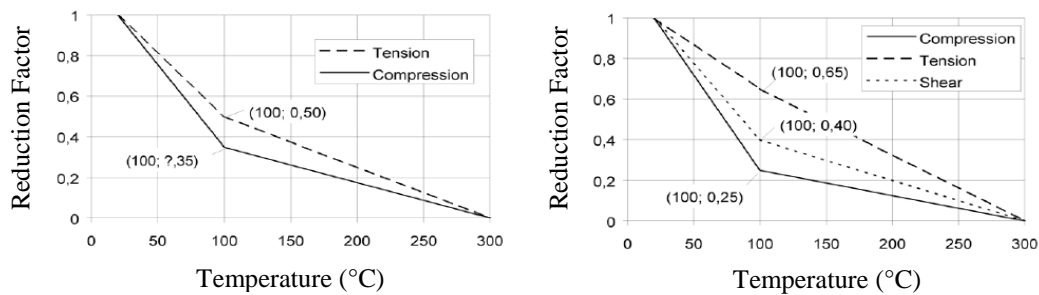 Reduction Factor
1
0,8
0,6
0,4
0,2
0
0 50 100 150 200 250 300
Temperature (°C)
Tension
Compression
(100; 0,50)
(100; ?,35)
Reduction Factor
1
0,8
0,6
0,4
0,2
0
0 50 100 150 200 250 300
Temperature (°C)
Compression
Tension
Shear
(100; 0,65)
(100; 0,40)
(100; 0,25)